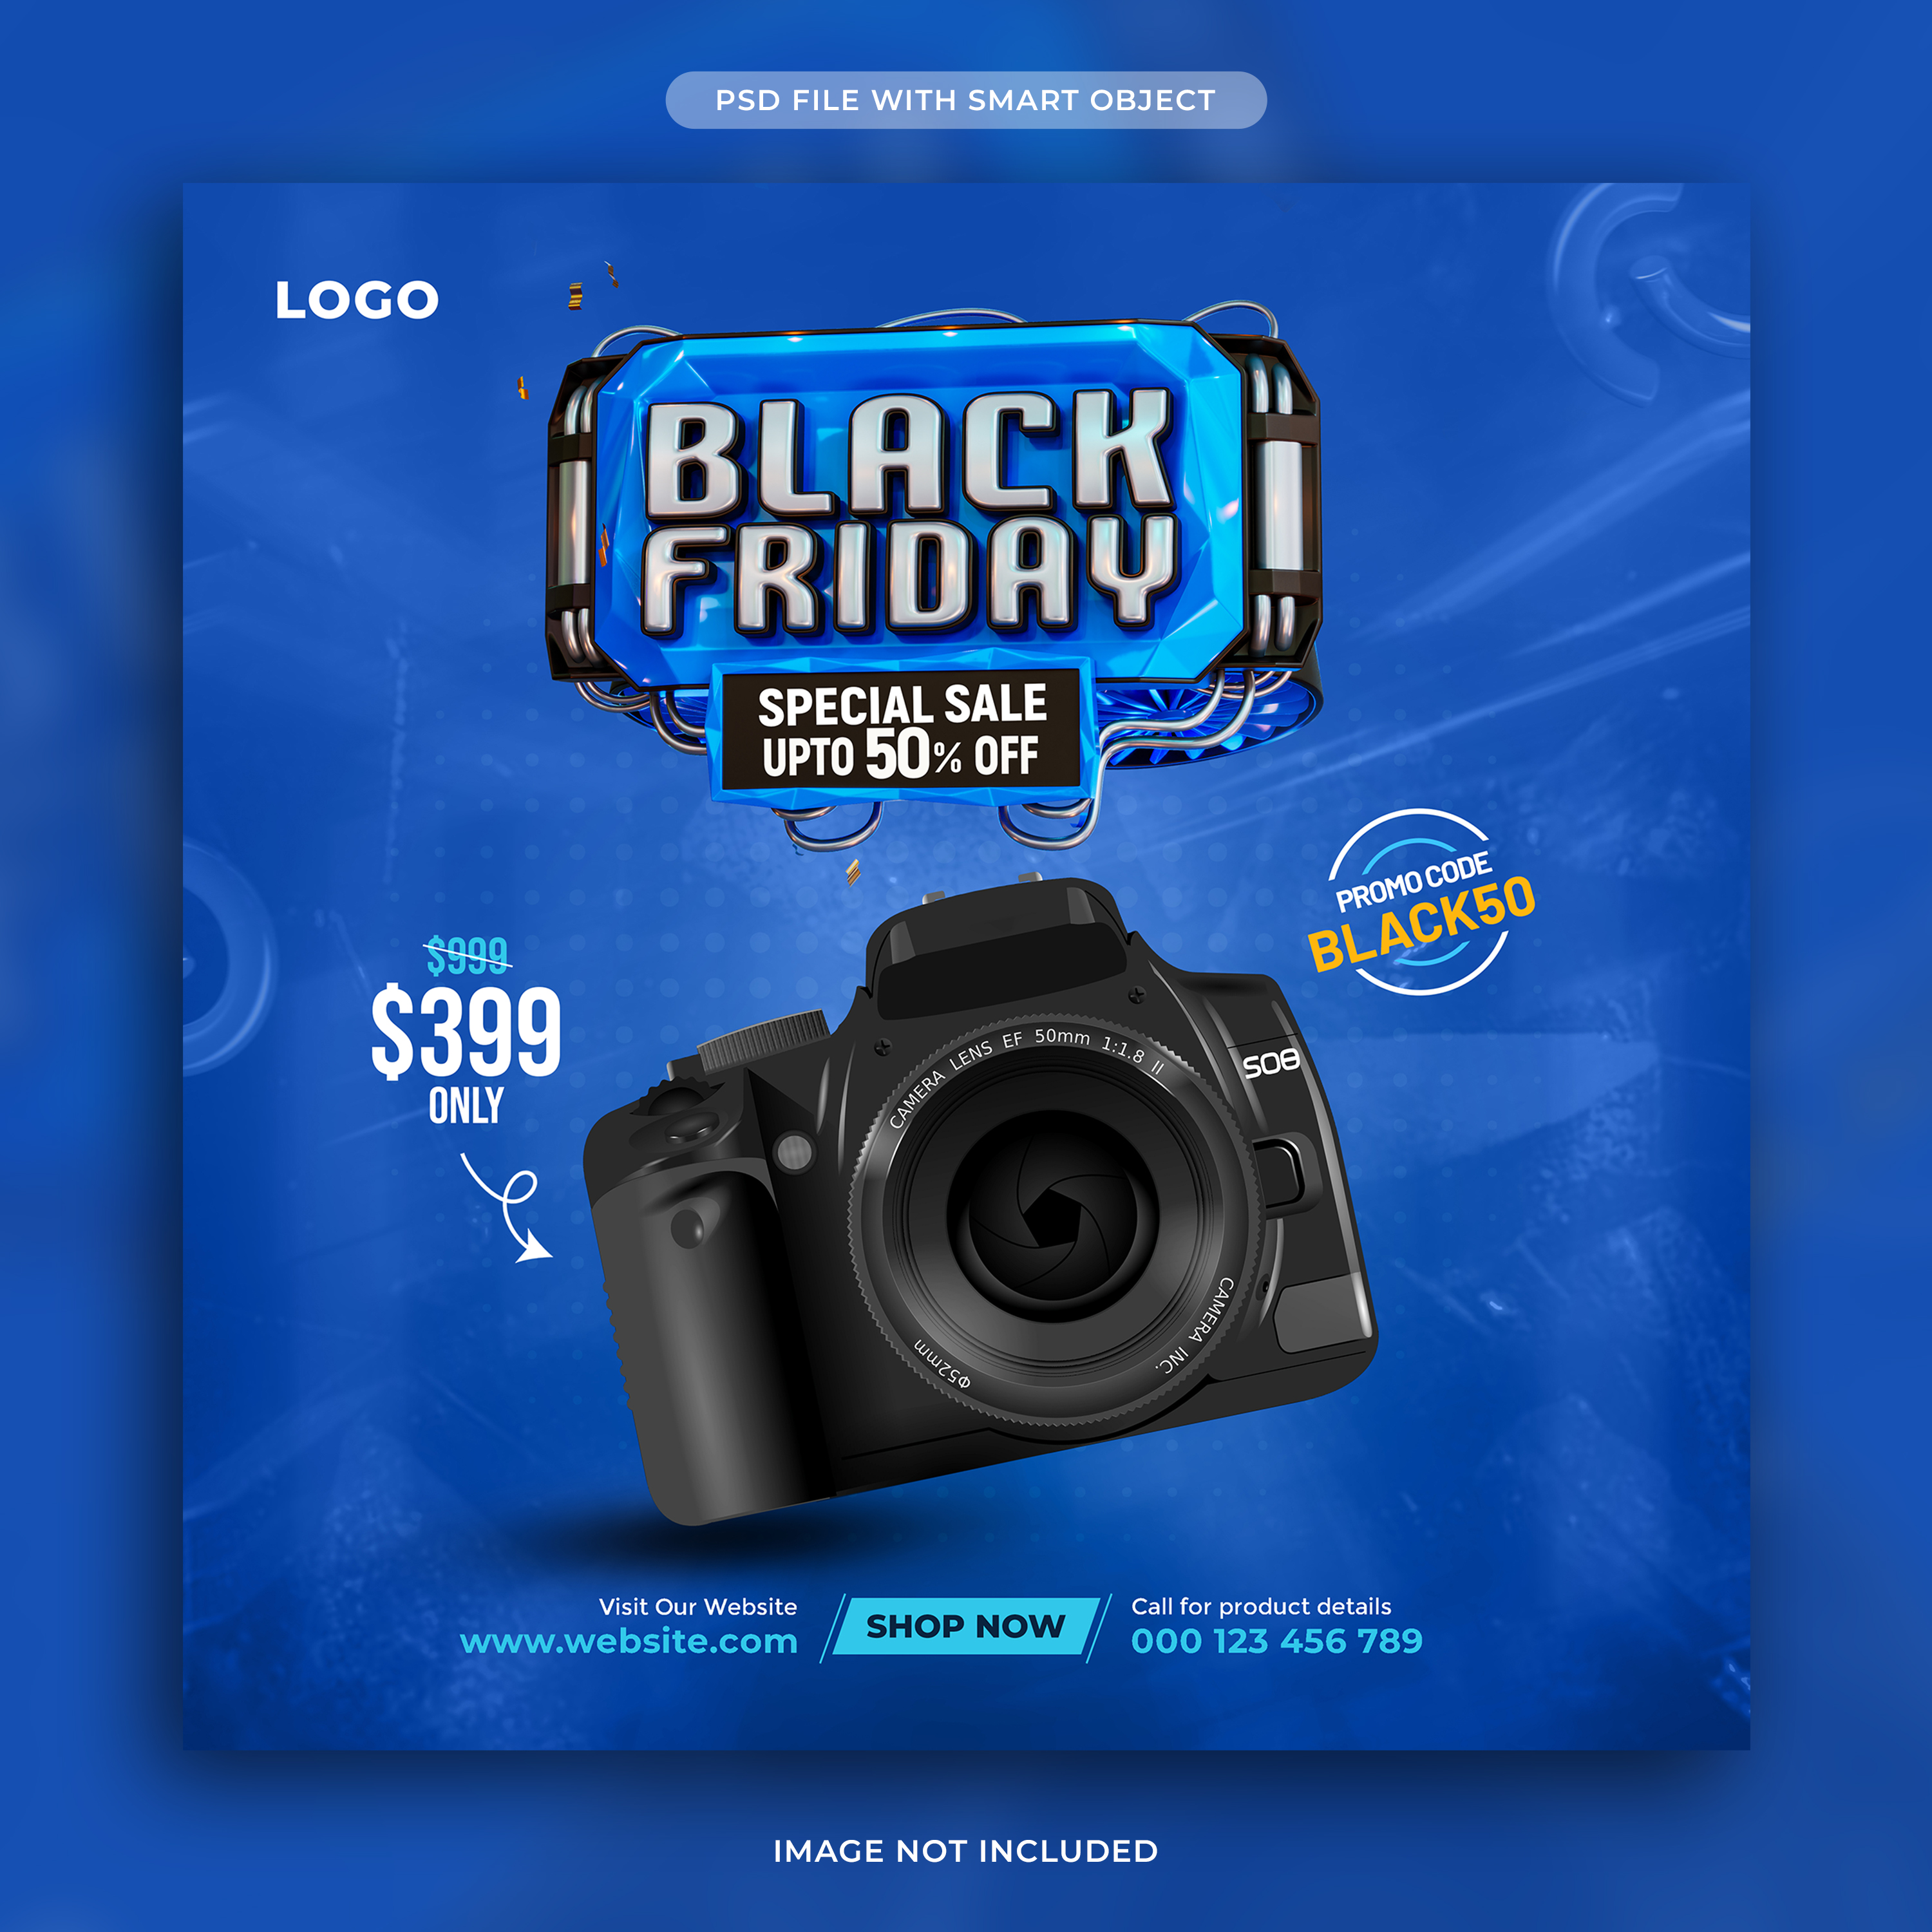 PSD FILE WITH SMART OBJECT
LOGO
BLACK
FRIDAY
SPECIAL SALE
UPTO 50% OFF
PROMO CODE
BLACK50
$999
$399
ONLY
CAMERA LENS EF 50mm 1:1.8 II
SO8
CAMERA INC.
Φ52mm
Visit Our Website
www.website.com
SHOP NOW
Call for product details
000 123 456 789
IMAGE NOT INCLUDED